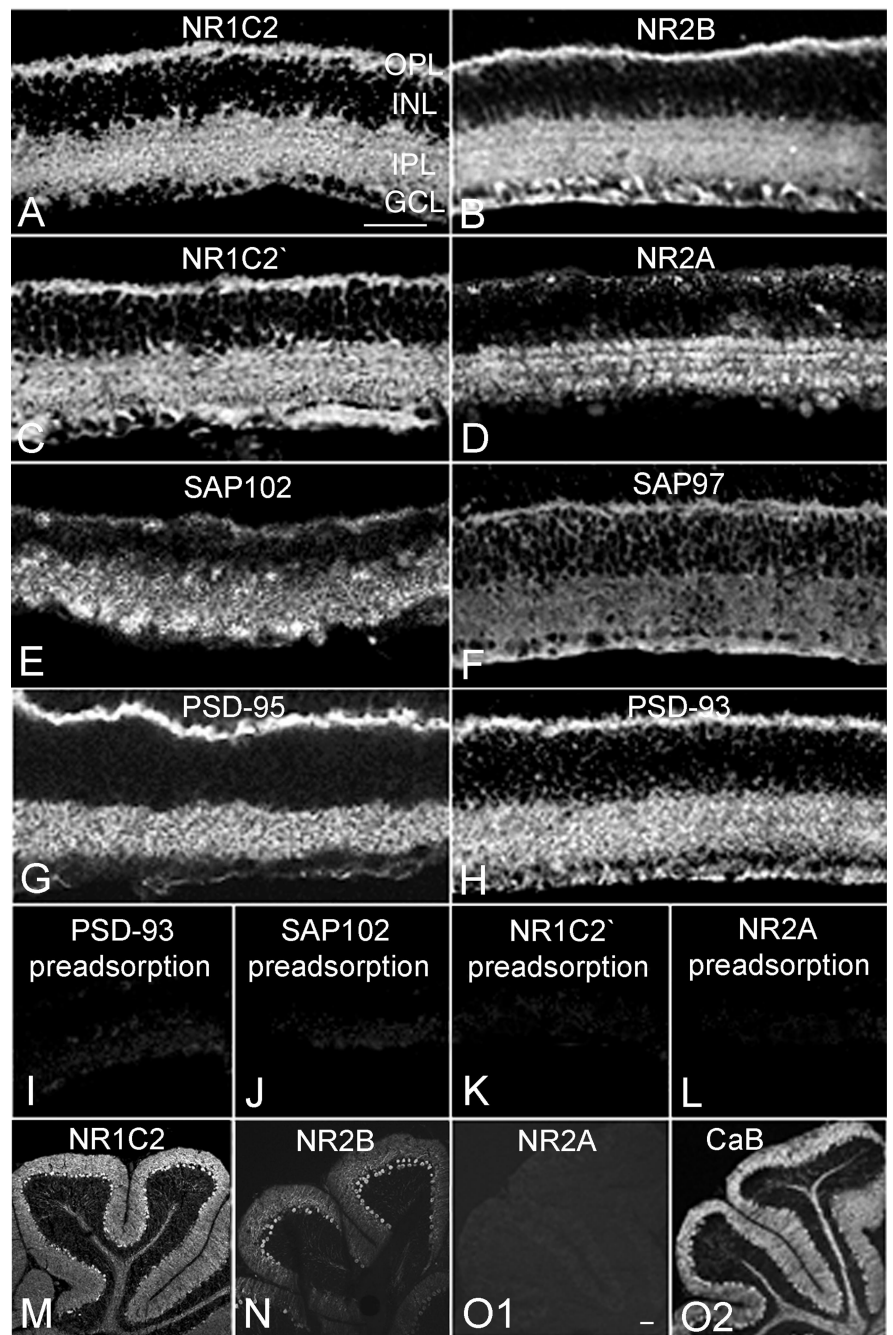 NR1C2
NR2B
OPL
INL
IPL
GCL
A
B
NR1C2`
NR2A
C
D
SAP102
SAP97
E
F
PSD-95
PSD-93
G
H
PSD-93
preadsorption
SAP102
preadsorption
NR1C2`
preadsorption
NR2A
preadsorption
I
J
K
L
NR1C2
NR2B
NR2A
CaB
M
N
O1
O2